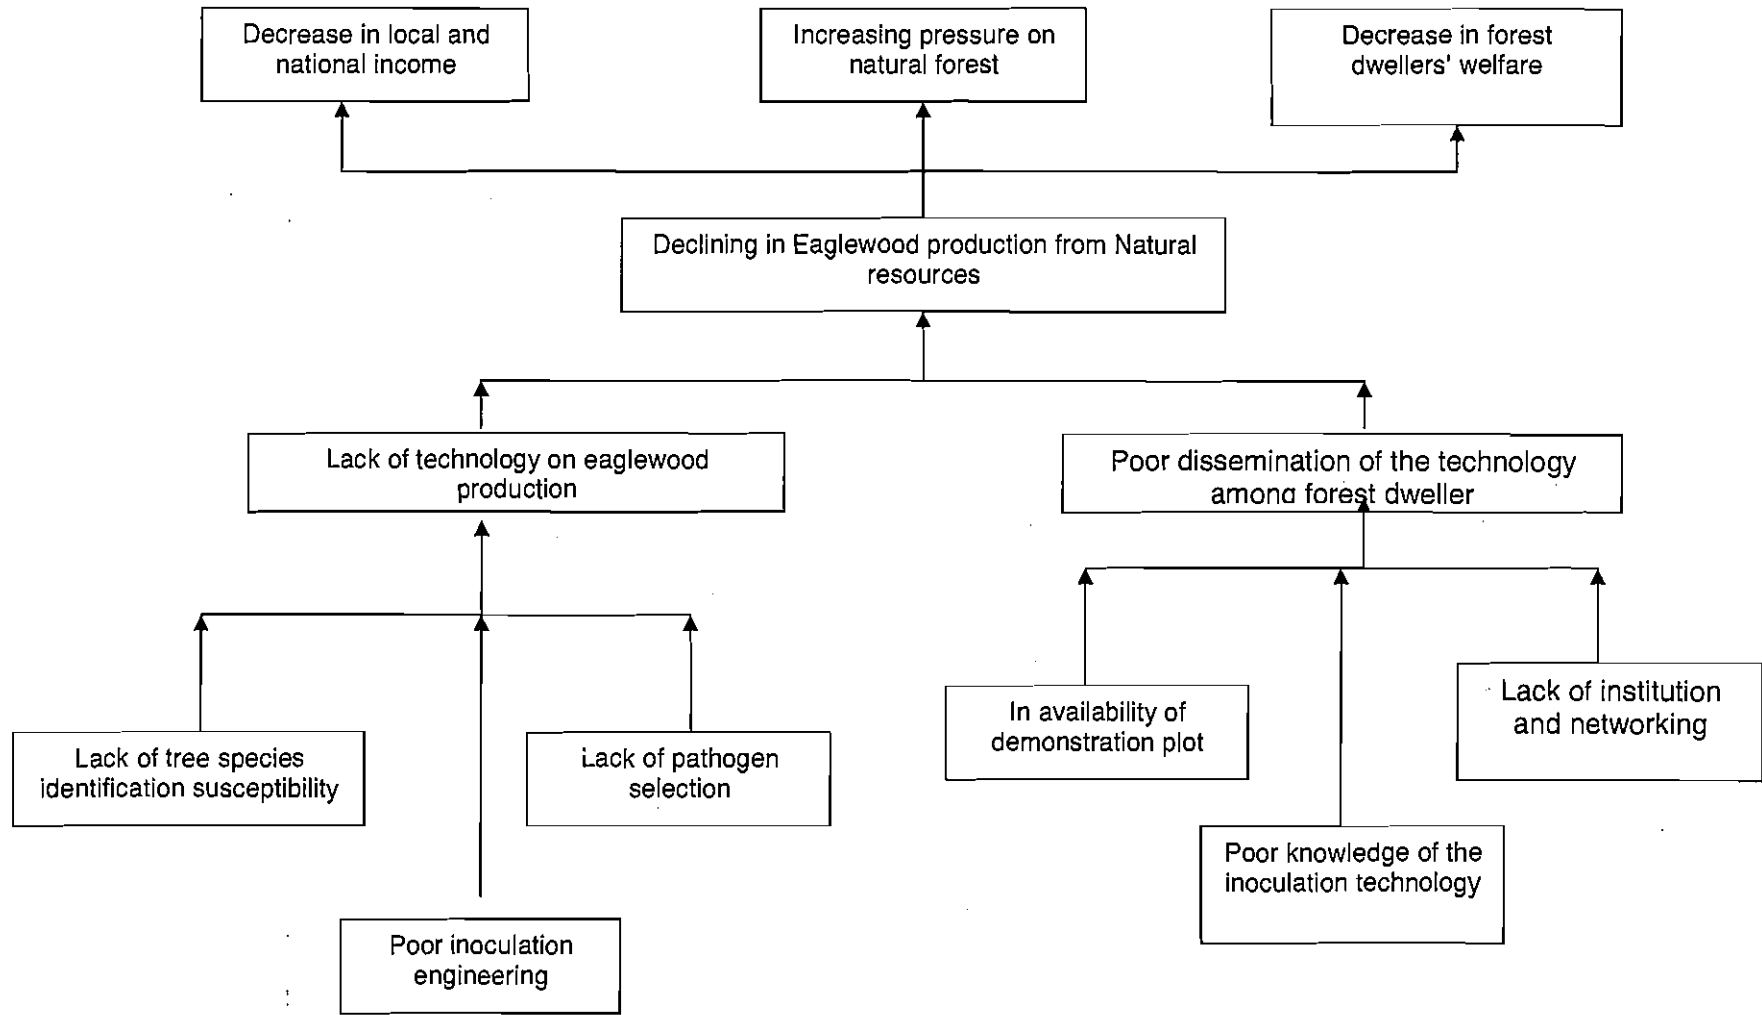 Decrease in local and
national income
Increasing pressure on
natural forest
Decrease in forest
dwellers' welfare
Declining in Eaglewood production from Natural
resources
Lack of technology on eaglewood
production
Poor dissemination of the technology
among forest dweller
Lack of tree species
identification susceptibility
Lack of pathogen
selection
In availability of
demonstration plot
Lack of institution
and networking
Poor inoculation
engineering
Poor knowledge of the
inoculation technology